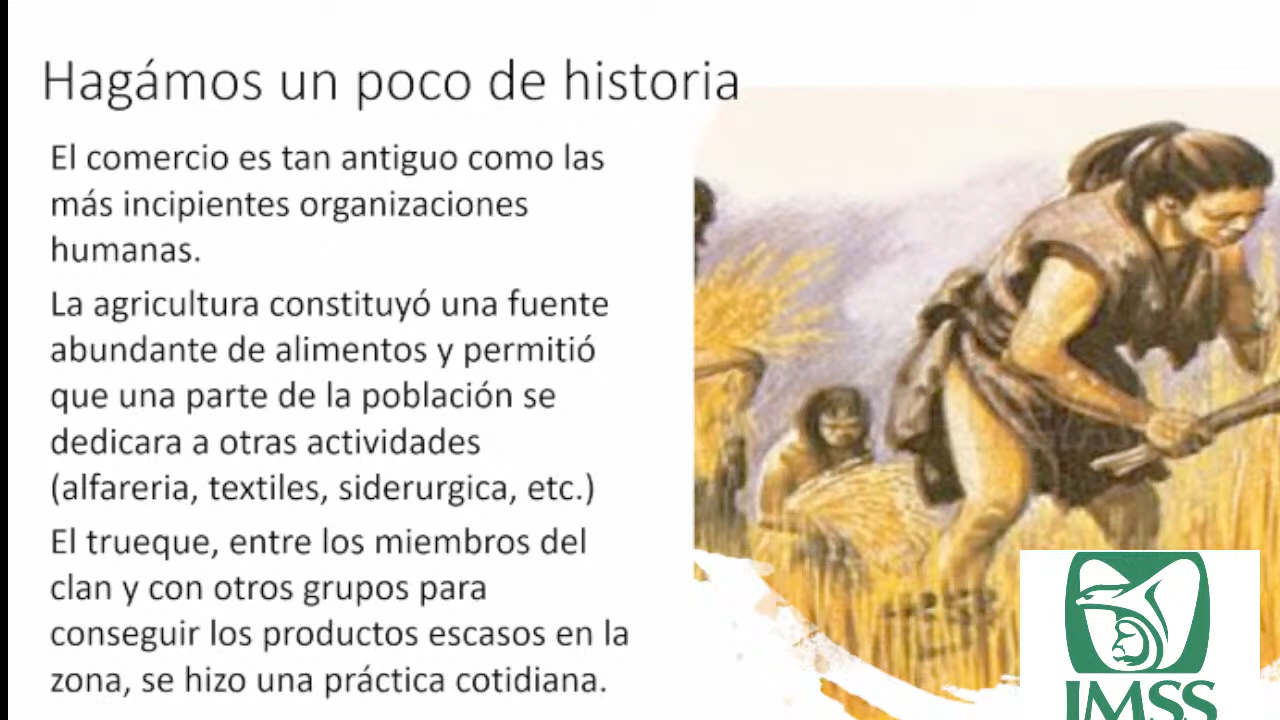 Hagámos un poco de historia
El comercio es tan antiguo como las
más incipientes organizaciones
humanas.
La agricultura constituyó una fuente
abundante de alimentos y permitió
que una parte de la población se
dedicara a otras actividades
(alfareria, textiles, siderurgica, etc.)
El trueque, entre los miembros del
clan y con otros grupos para
conseguir los productos escasos en la
zona, se hizo una práctica cotidiana.
IMSS